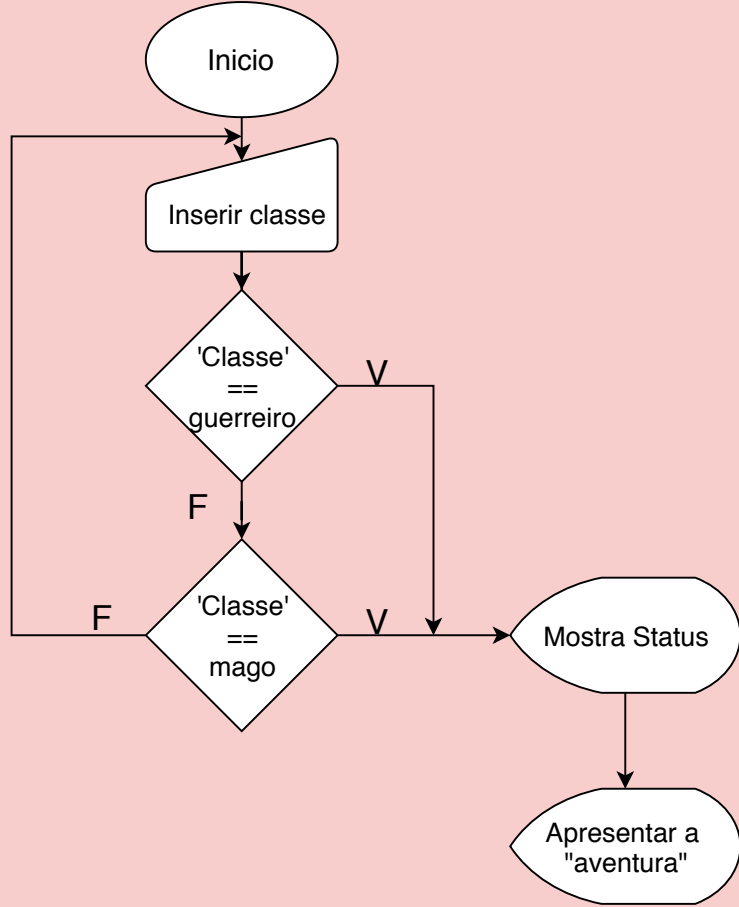 Inicio
Inserir classe
'Classe'
==
guerreiro
V
F
'Classe'
==
mago
F
V
Mostra Status
Apresentar a
"aventura"